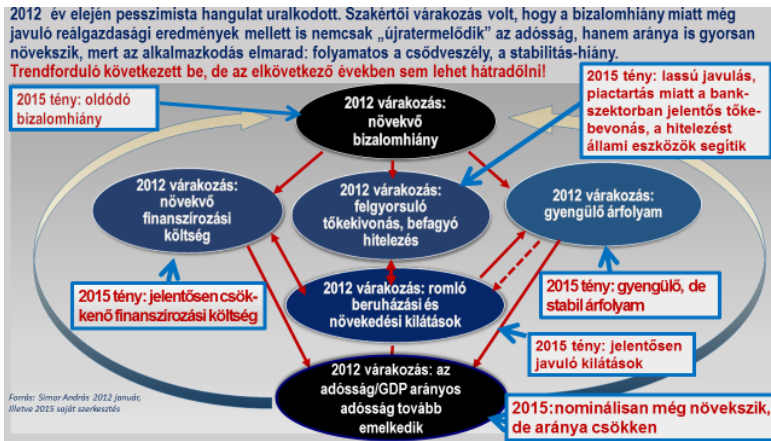 2012 év elején pesszimista hangulat uralkodott. Szakértői várakozás volt, hogy a bizalomhiány miatt még
javuló reálgazdasági eredmények mellett is nemcsak „újratermelődik” az adósság, hanem aránya is gyorsan
növekszik, mert az alkalmazkodás elmarad: folyamatos a csődveszély, a stabilitás-hiány.
Trendforduló következett be, de az elkövetkező években sem lehet hátradőlni!
2015 tény: oldódó
bizalomhiány
2012 várakozás:
növekvő
bizalomhiány
2015 tény: lassú javulás,
piactartás miatt a bank-
szektorban jelentős tőke-
bevonás, a hitelezést
állami eszközök segítik
2012 várakozás:
növekvő
finanszírozási
költség
2012 várakozás:
felgyorsuló
tőkekivonás, befagyó
hitelezés
2012 várakozás:
gyengülő árfolyam
2015 tény: jelentősen csök-
kenő finanszírozási költség
2012 várakozás: romló
beruházási és
növekedési kilátások
2015 tény: gyengülő, de
stabil árfolyam
2015 tény: jelentősen
javuló kilátások
2012 várakozás: az
adósság/GDP arányos
adósság tovább
emelkedik
2015:nominálisan még növekszik,
de aránya csökken
Forrás: Simor András 2012 január,
Illetve 2015 saját szerkesztés